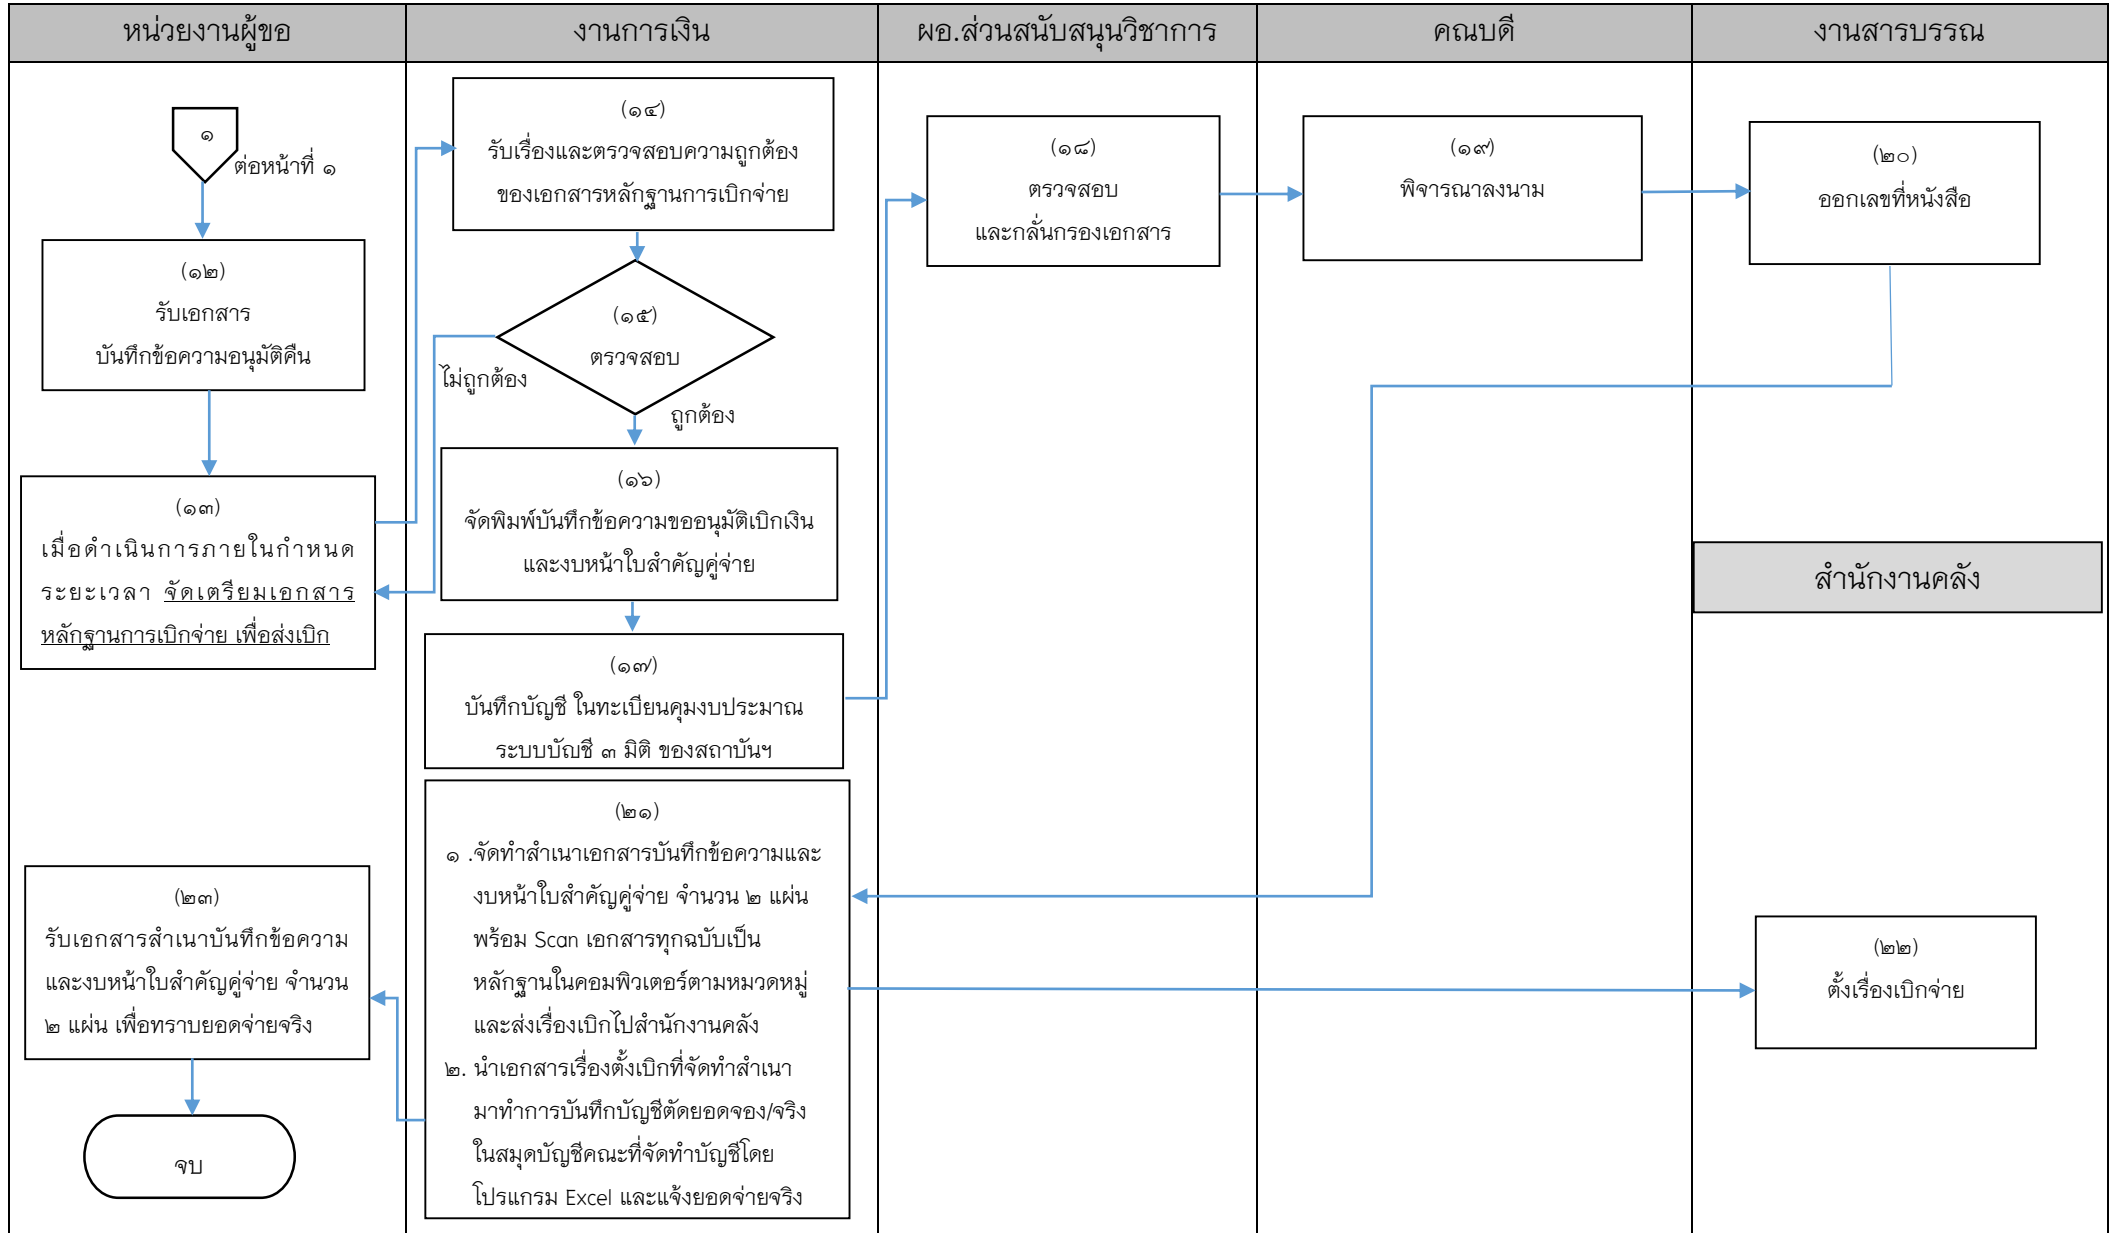 หน่วยงานผู้ขอ
งานการเงิน
ผอ.ส่วนสนับสนุนวิชาการ
คณบดี
งานสารบรรณ
๑
ต่อหน้าที่ ๑
(๑๒)
รับเอกสาร
บันทึกข้อความอนุมัติคืน
(๑๓)
เมื่อดำเนินการภายในกำหนด
ระยะเวลา จัดเตรียมเอกสาร
หลักฐานการเบิกจ่าย เพื่อส่งเบิก
(๑๔)
รับเรื่องและตรวจสอบความถูกต้อง
ของเอกสารหลักฐานการเบิกจ่าย
(๑๕)
ตรวจสอบ
ไม่ถูกต้อง
ถูกต้อง
(๑๖)
จัดพิมพ์บันทึกข้อความขออนุมัติเบิกเงิน
และงบหน้าใบสำคัญคู่จ่าย
(๑๗)
บันทึกบัญชี ในทะเบียนคุมงบประมาณ
ระบบบัญชี ๓ มิติ ของสถาบันฯ
(๑๘)
ตรวจสอบ
และกลั่นกรองเอกสาร
(๑๙)
พิจารณาลงนาม
(๒๐)
ออกเลขที่หนังสือ
สำนักงานคลัง
(๒๑)
๑ .จัดทำสำเนาเอกสารบันทึกข้อความและ
งบหน้าใบสำคัญคู่จ่าย จำนวน ๒ แผ่น
พร้อม Scan เอกสารทุกฉบับเป็น
หลักฐานในคอมพิวเตอร์ตามหมวดหมู่
และส่งเรื่องเบิกไปสำนักงานคลัง
๒. นำเอกสารเรื่องตั้งเบิกที่จัดทำสำเนา
มาทำการบันทึกบัญชีตัดยอดจอง/จริง
ในสมุดบัญชีคณะที่จัดทำบัญชีโดย
โปรแกรม Excel และแจ้งยอดจ่ายจริง
(๒๒)
ตั้งเรื่องเบิกจ่าย
(๒๓)
รับเอกสารสำเนาบันทึกข้อความ
และงบหน้าใบสำคัญคู่จ่าย จำนวน
๒ แผ่น เพื่อทราบยอดจ่ายจริง
จบ